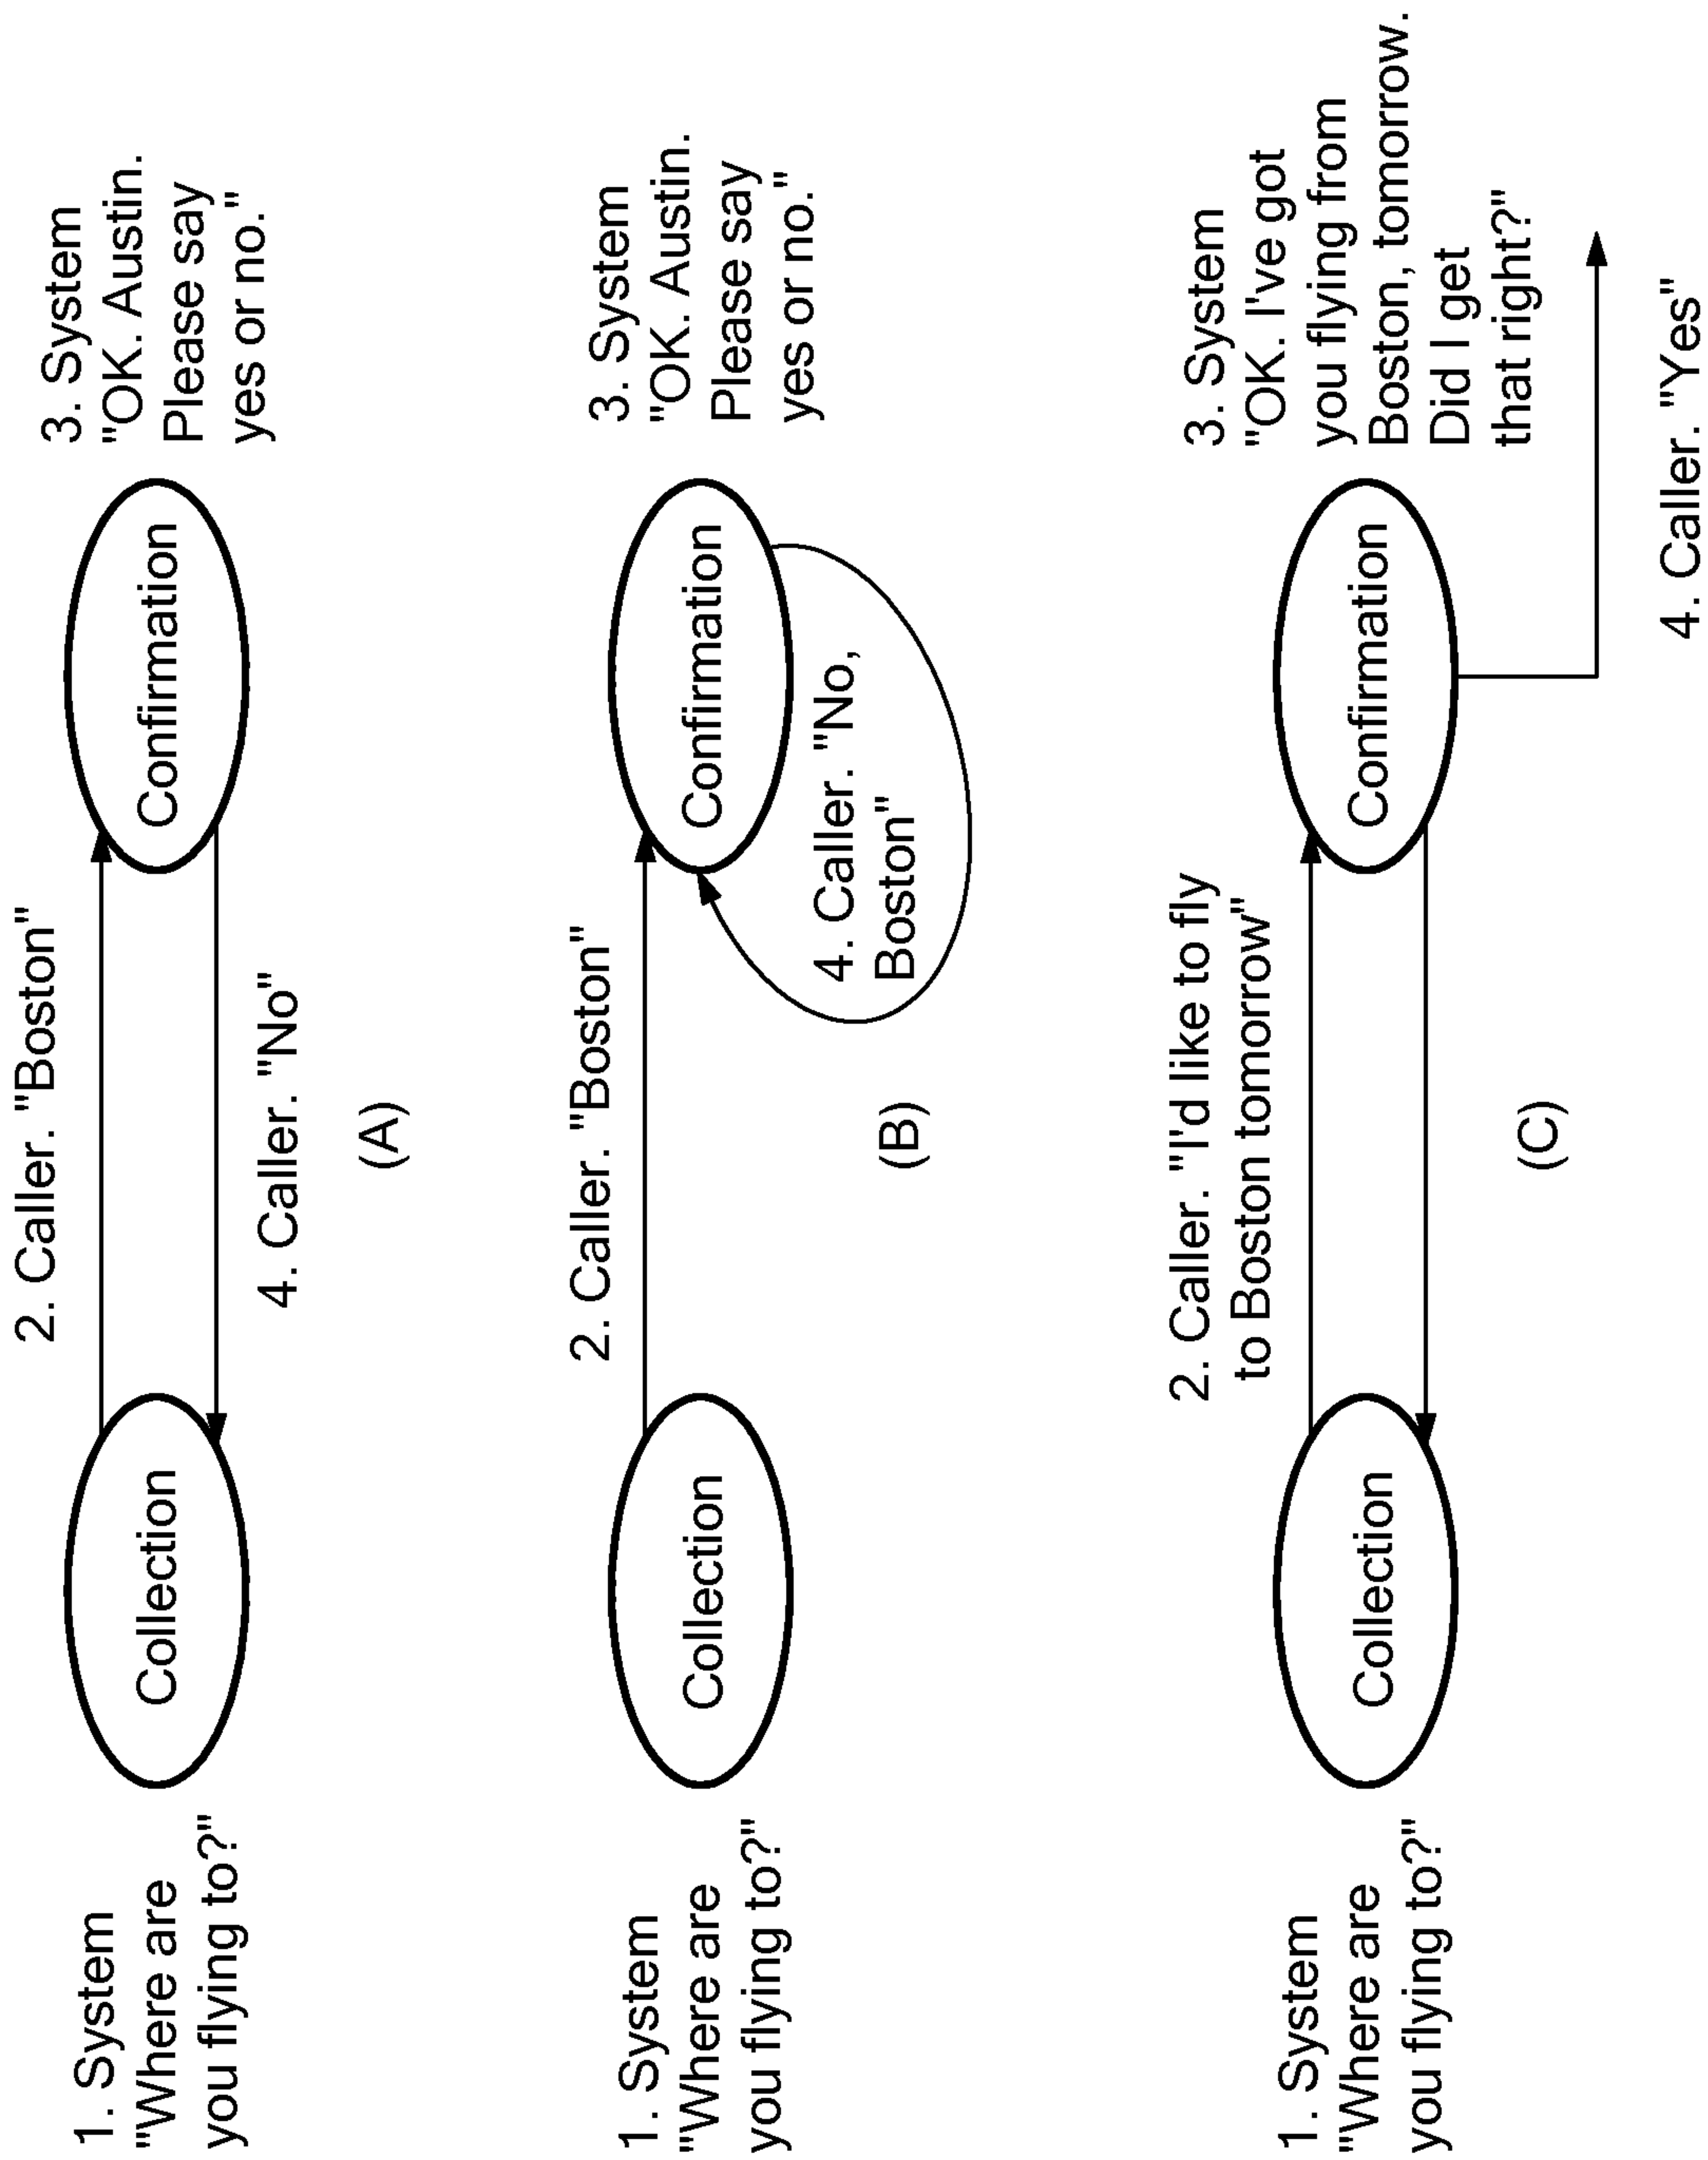 2. Caller. "Boston"
1. System
"Where are
you flying to?"
Collection
Confirmation
3. System
"OK. Austin.
Please say
yes or no."
4. Caller. "No"
(A)
2. Caller. "Boston"
1. System
"Where are
you flying to?"
Collection
Confirmation
3. System
"OK. Austin.
Please say
yes or no."
4. Caller. "No,
Boston"
(B)
2. Caller. "I'd like to fly
to Boston tomorrow"
1. System
"Where are
you flying to?"
Collection
Confirmation
3. System
"OK. I've got
you flying from
Boston, tomorrow.
Did I get
that right?"
(C)
4. Caller. "Yes"